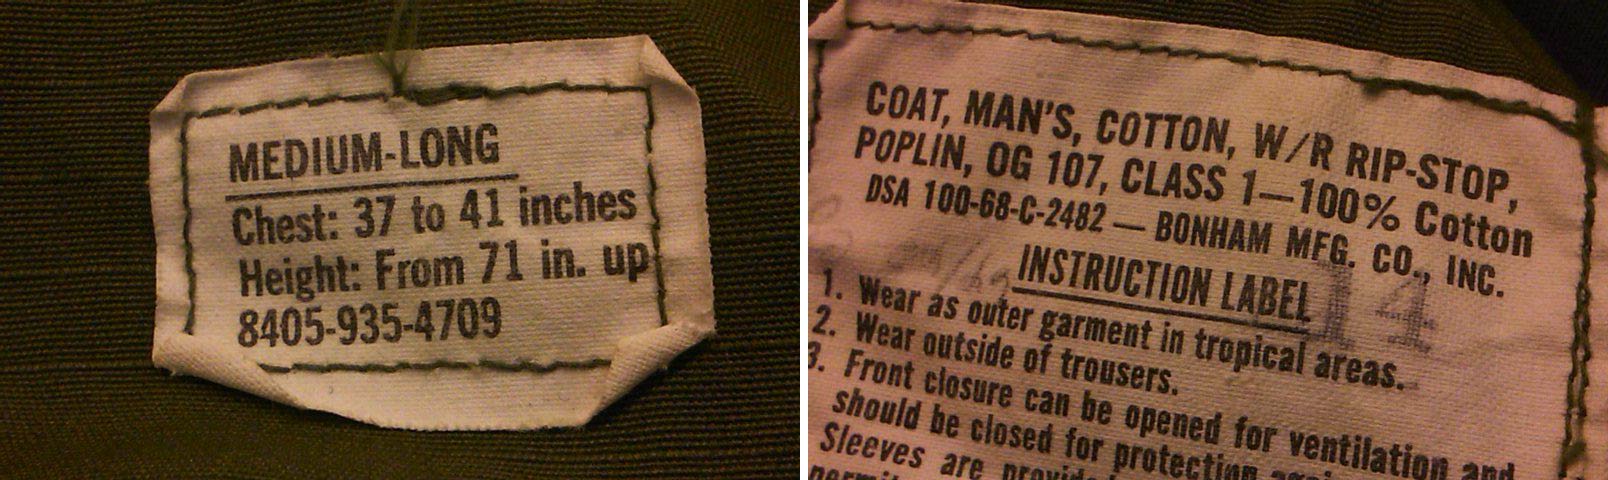 MEDIUM-LONG
Chest: 37 to 41 inches
Height: From 71 in. up
8405-935-4709
COAT, MAN'S, COTTON, W/R RIP-STOP,
POPLIN, OG 107, CLASS 1—100% Cotton
DSA 100-68-C-2482 — BONHAM MFG. CO., INC.
INSTRUCTION LABEL
14
1. Wear as outer garment in tropical areas.
2. Wear outside of trousers.
3. Front closure can be opened for ventilation and
should be closed for protection
Sleeves are